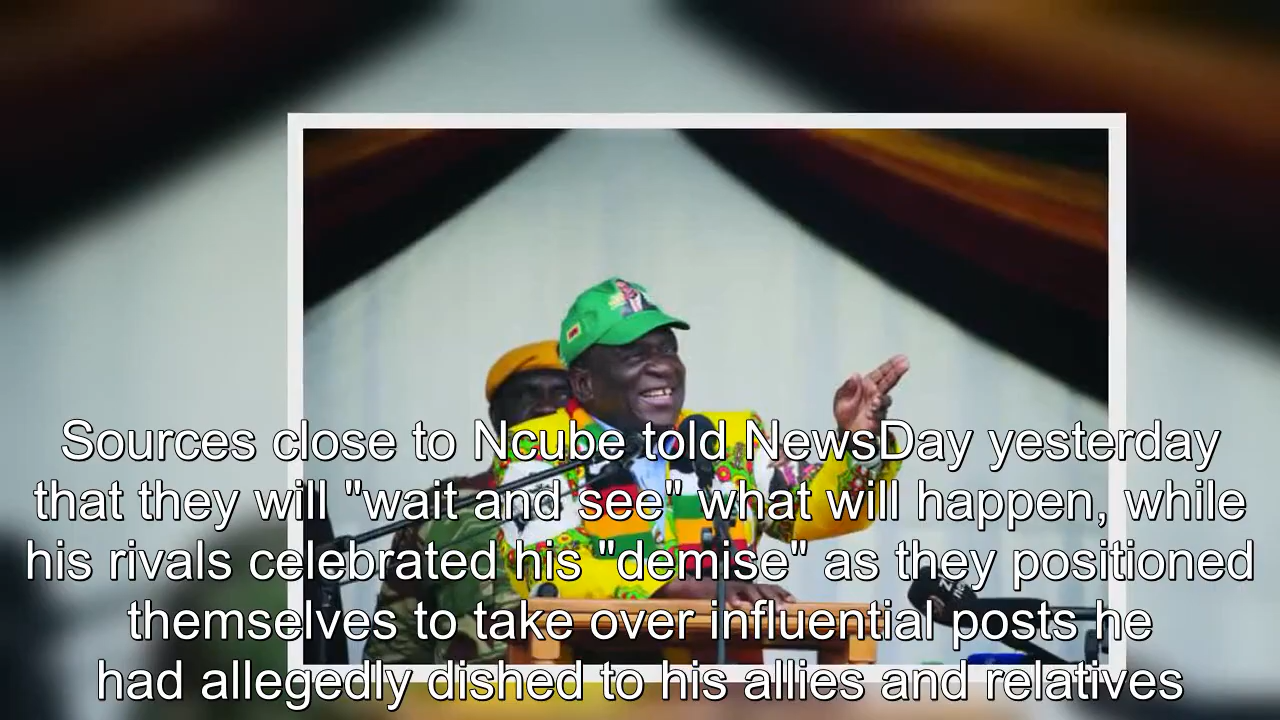 Sources close to Ncube told NewsDay yesterday
that they will "wait and see" what will happen, while
his rivals celebrated his "demise" as they positioned
themselves to take over influential posts he
had allegedly dished to his allies and relatives